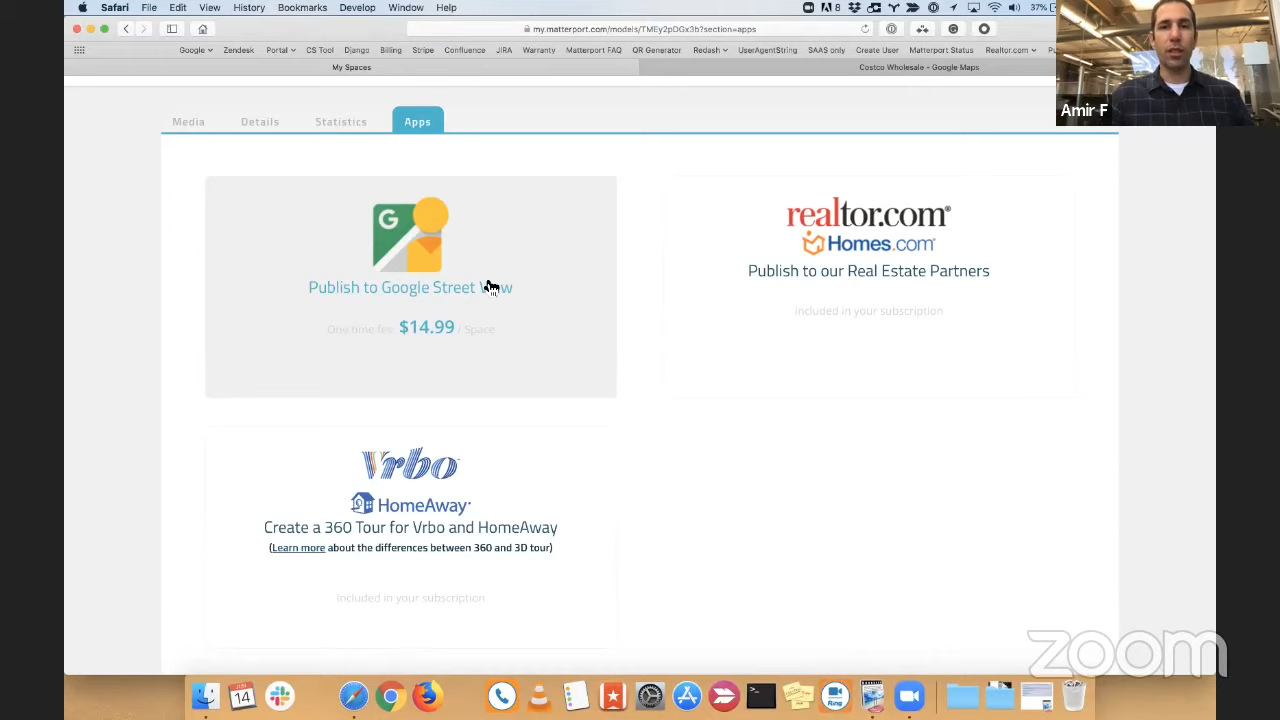 Safari File Edit View History Bookmarks Develop Window Help
8
31%
my.matterport.com/models/TMEy2pDGx3b?section=apps
Google Zendesk Portal CS Tool Django Billing Stripe Confluence JIRA Warranty Matterport FAQ QR Generator Redash UserAgentString SAAS only Create User Matterport Status Realtor.com
My Spaces
Costco Wholesale - Google Maps
Amir F
Media Details Statistics Apps
G
Publish to Google Street View
One time fee $14.99 / Space
realtor.com®
Homes.com
Publish to our Real Estate Partners
Included in your subscription
Vrbo
HomeAway
Create a 360 Tour for Vrbo and HomeAway
(Learn more about the differences between 360 and 3D tour)
Included in your subscription
zoom
14
Ring